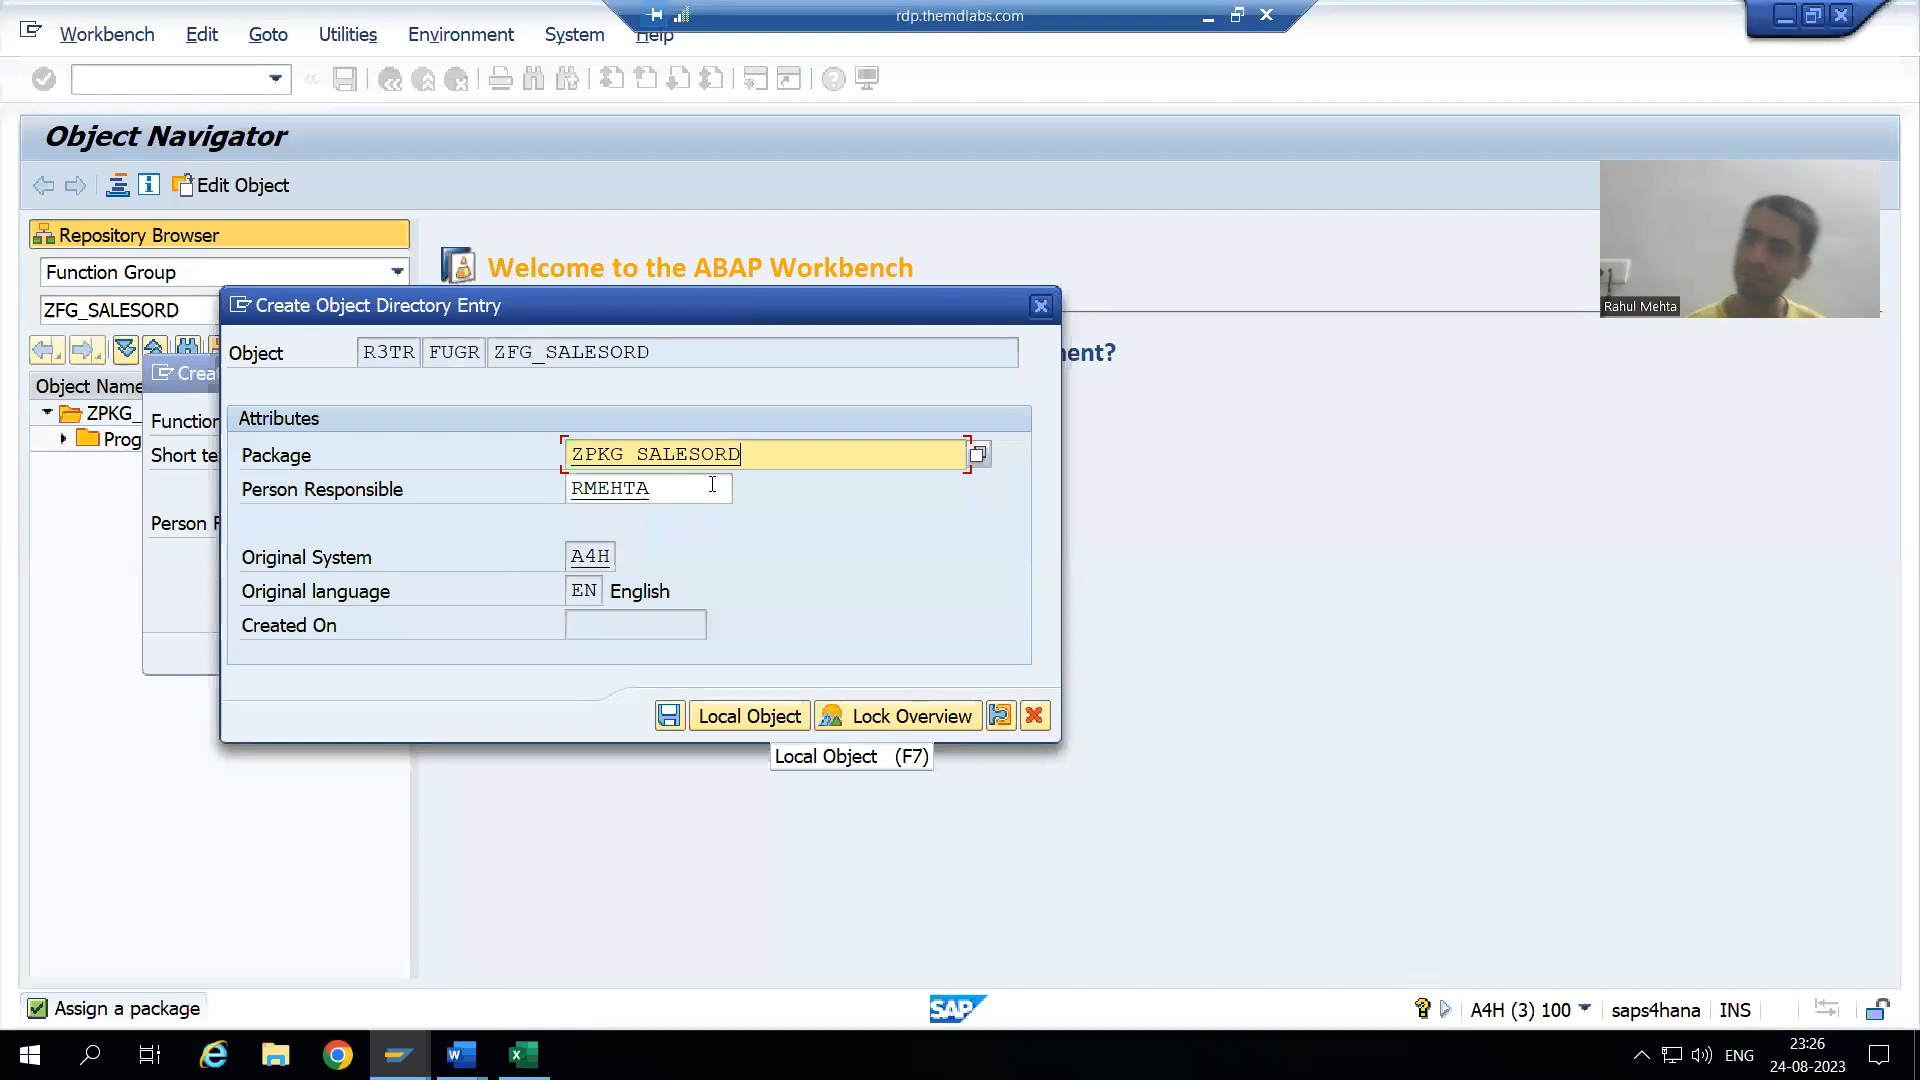 rdp.themdlabs.com
Workbench Edit Goto Utilities Environment System Help
Object Navigator
Edit Object
Repository Browser
Function Group
ZFG_SALESORD
Welcome to the ABAP Workbench
ent?
Rahul Mehta
Object Name
ZPKG_
Prog
Crea
Function
Short te
Person R
Create Object Directory Entry
Object R3TR FUGR ZFG_SALESORD
Attributes
Package ZPKG_SALESORD
Person Responsible RMEHTA
Original System A4H
Original language EN English
Created On
Local Object Lock Overview
Local Object (F7)
Assign a package
SAP
A4H (3) 100 saps4hana INS
ENG
23:26
24-08-2023